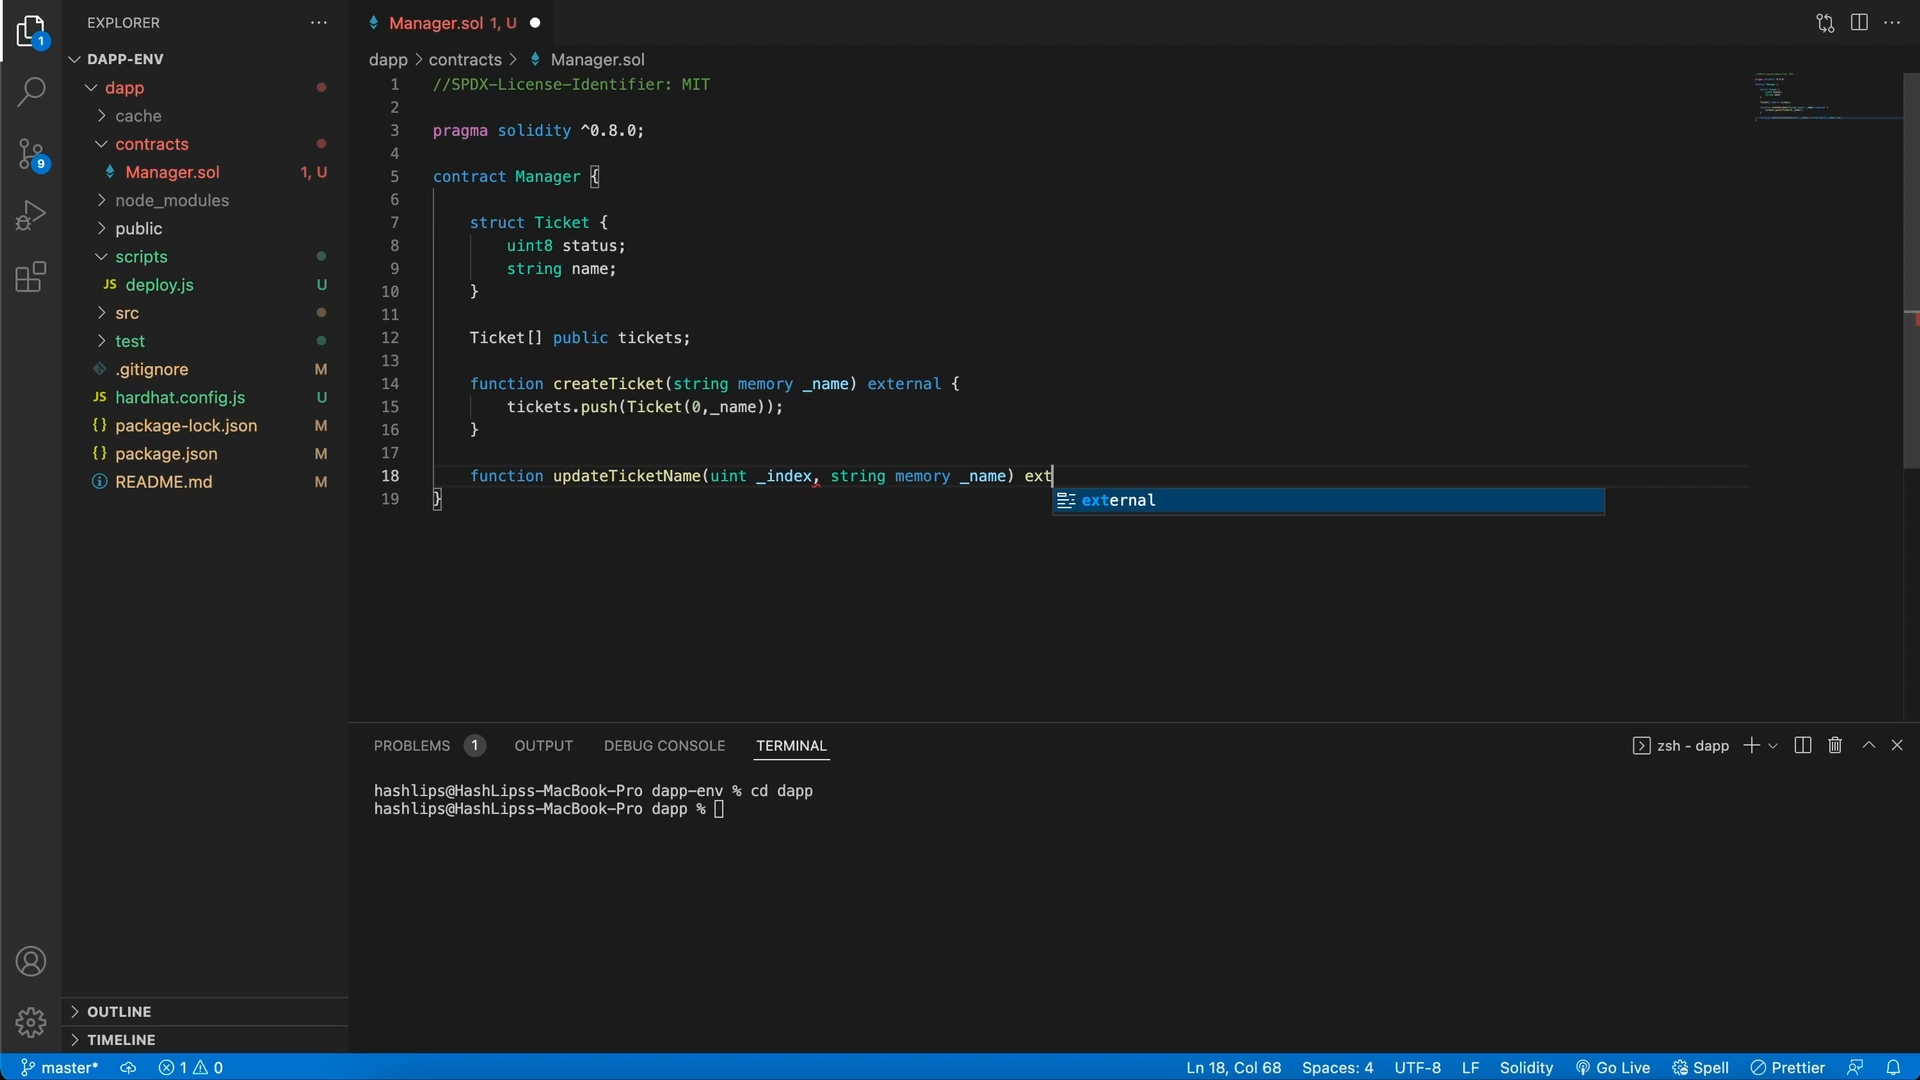 EXPLORER
DAPP-ENV
dapp
cache
contracts
Manager.sol 1, U
node_modules
public
scripts
JS deploy.js U
src
test
.gitignore M
JS hardhat.config.js U
{} package-lock.json M
{} package.json M
README.md M
OUTLINE
TIMELINE
1
9
Manager.sol 1, U
dapp > contracts > Manager.sol
1 //SPDX-License-Identifier: MIT
2
3 pragma solidity ^0.8.0;
4
5 contract Manager {
6
7 struct Ticket {
8 uint8 status;
9 string name;
10 }
11
12 Ticket[] public tickets;
13
14 function createTicket(string memory _name) external {
15 tickets.push(Ticket(0,_name));
16 }
17
18 function updateTicketName(uint _index, string memory _name) ext
external
19 }
PROBLEMS 1 OUTPUT DEBUG CONSOLE TERMINAL
zsh - dapp
hashlips@HashLipss-MacBook-Pro dapp-env % cd dapp
hashlips@HashLipss-MacBook-Pro dapp %
master* 1 0 Ln 18, Col 68 Spaces: 4 UTF-8 LF Solidity Go Live Spell Prettier